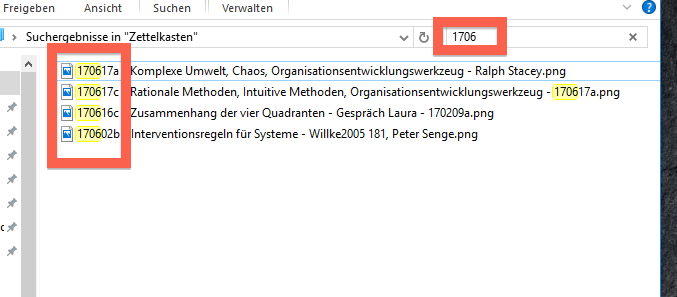 Freigeben Ansicht Suchen Verwalten
Suchergebnisse in "Zettelkasten" 1706
170617a Komplexe Umwelt, Chaos, Organisationsentwicklungswerkzeug - Ralph Stacey.png
170617c Rationale Methoden, Intuitive Methoden, Organisationsentwicklungswerkzeug - 170617a.png
170616c Zusammenhang der vier Quadranten - Gespräch Laura - 170209a.png
170602b Interventionsregeln für Systeme - Willke2005 181, Peter Senge.png